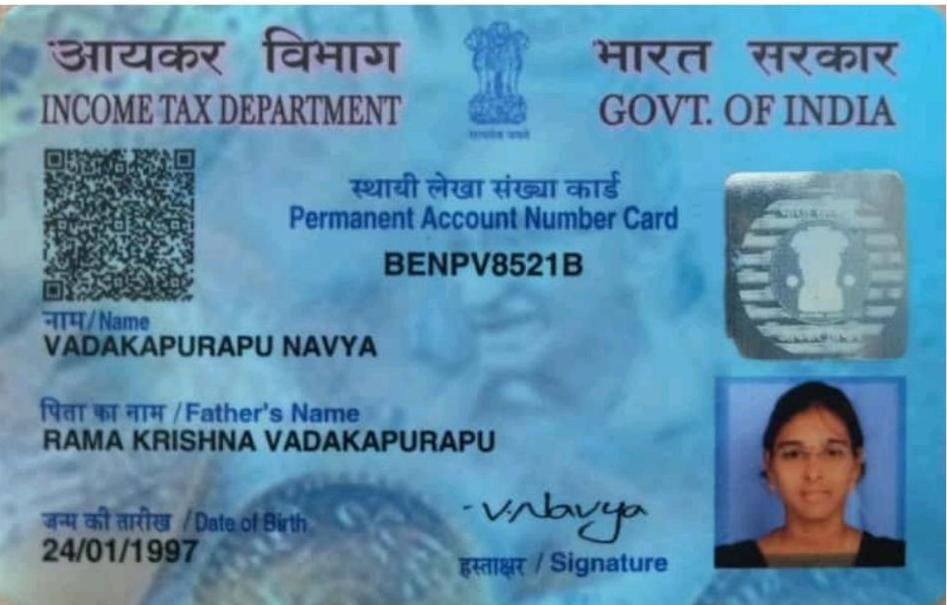 आयकर विभाग
INCOME TAX DEPARTMENT
भारत सरकार
GOVT. OF INDIA
सत्यमेव जयते
स्थायी लेखा संख्या कार्ड
Permanent Account Number Card
BENPV8521B
नाम/Name
VADAKAPURAPU NAVYA
पिता का नाम /Father's Name
RAMA KRISHNA VADAKAPURAPU
जन्म की तारीख /Date of Birth
24/01/1997
V.Navya
हस्ताक्षर / Signature